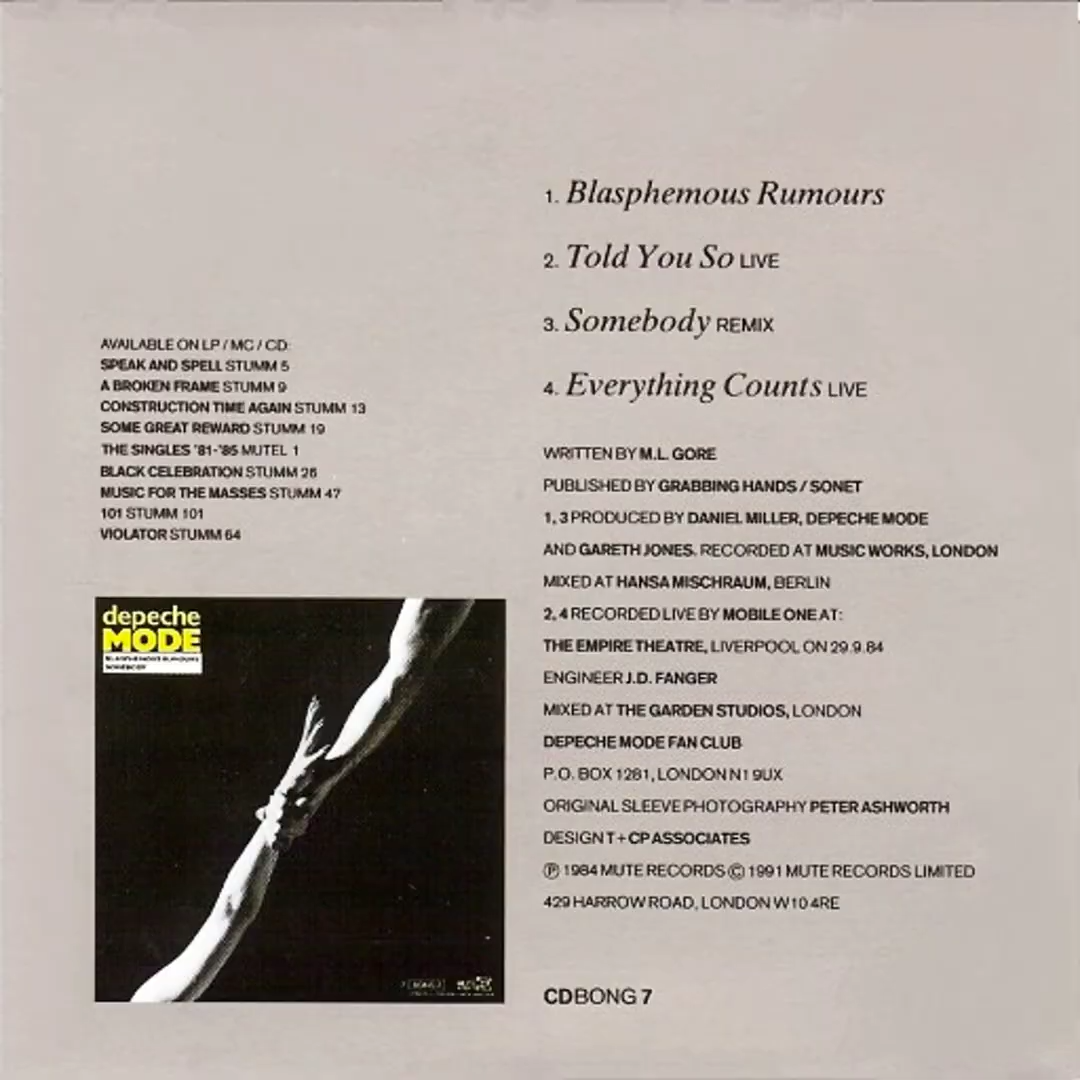 1. Blasphemous Rumours
2. Told You So LIVE
3. Somebody REMIX
4. Everything Counts LIVE
AVAILABLE ON LP / MC / CD:
SPEAK AND SPELL STUMM 5
A BROKEN FRAME STUMM 9
CONSTRUCTION TIME AGAIN STUMM 13
SOME GREAT REWARD STUMM 19
THE SINGLES '81-'85 MUTEL 1
BLACK CELEBRATION STUMM 26
MUSIC FOR THE MASSES STUMM 47
101 STUMM 101
VIOLATOR STUMM 64
WRITTEN BY M.L. GORE
PUBLISHED BY GRABBING HANDS / SONET
1, 3 PRODUCED BY DANIEL MILLER, DEPECHE MODE
AND GARETH JONES. RECORDED AT MUSIC WORKS, LONDON
MIXED AT HANSA MISCHRAUM, BERLIN
2, 4 RECORDED LIVE BY MOBILE ONE AT:
THE EMPIRE THEATRE, LIVERPOOL ON 29.9.84
ENGINEER J.D. FANGER
MIXED AT THE GARDEN STUDIOS, LONDON
DEPECHE MODE FAN CLUB
P.O. BOX 1281, LONDON N1 9UX
ORIGINAL SLEEVE PHOTOGRAPHY PETER ASHWORTH
DESIGN T + CP ASSOCIATES
Ⓟ 1984 MUTE RECORDS Ⓒ 1991 MUTE RECORDS LIMITED
429 HARROW ROAD, LONDON W10 4RE
CDBONG 7
depeche
MODE
BLASPHEMOUS RUMOURS
SOMEBODY